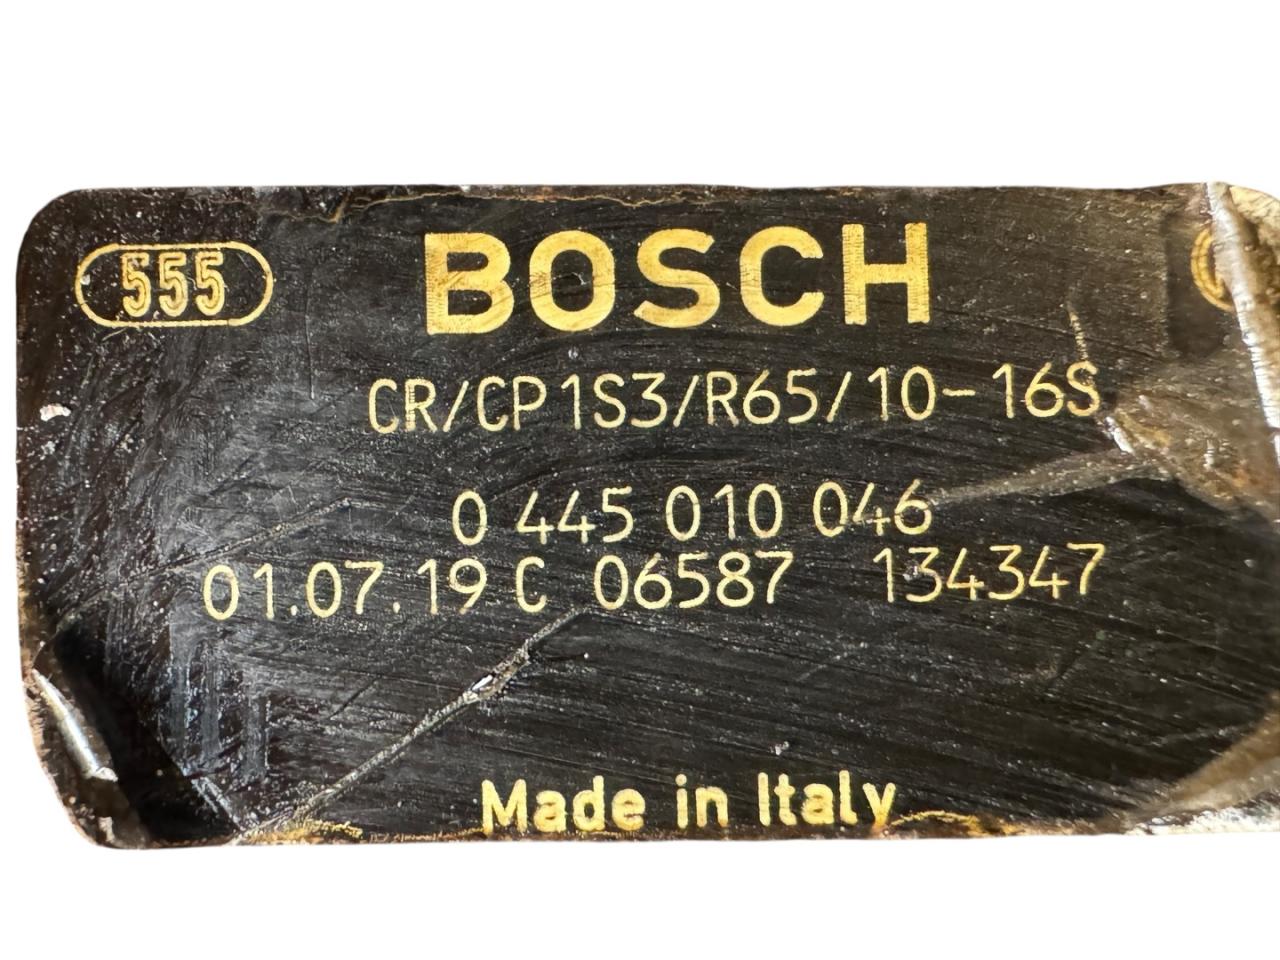 555 BOSCH
CR/CP1S3/R65/10-16S
0 445 010 046
01.07.19 C 06587 134347
Made in Italy